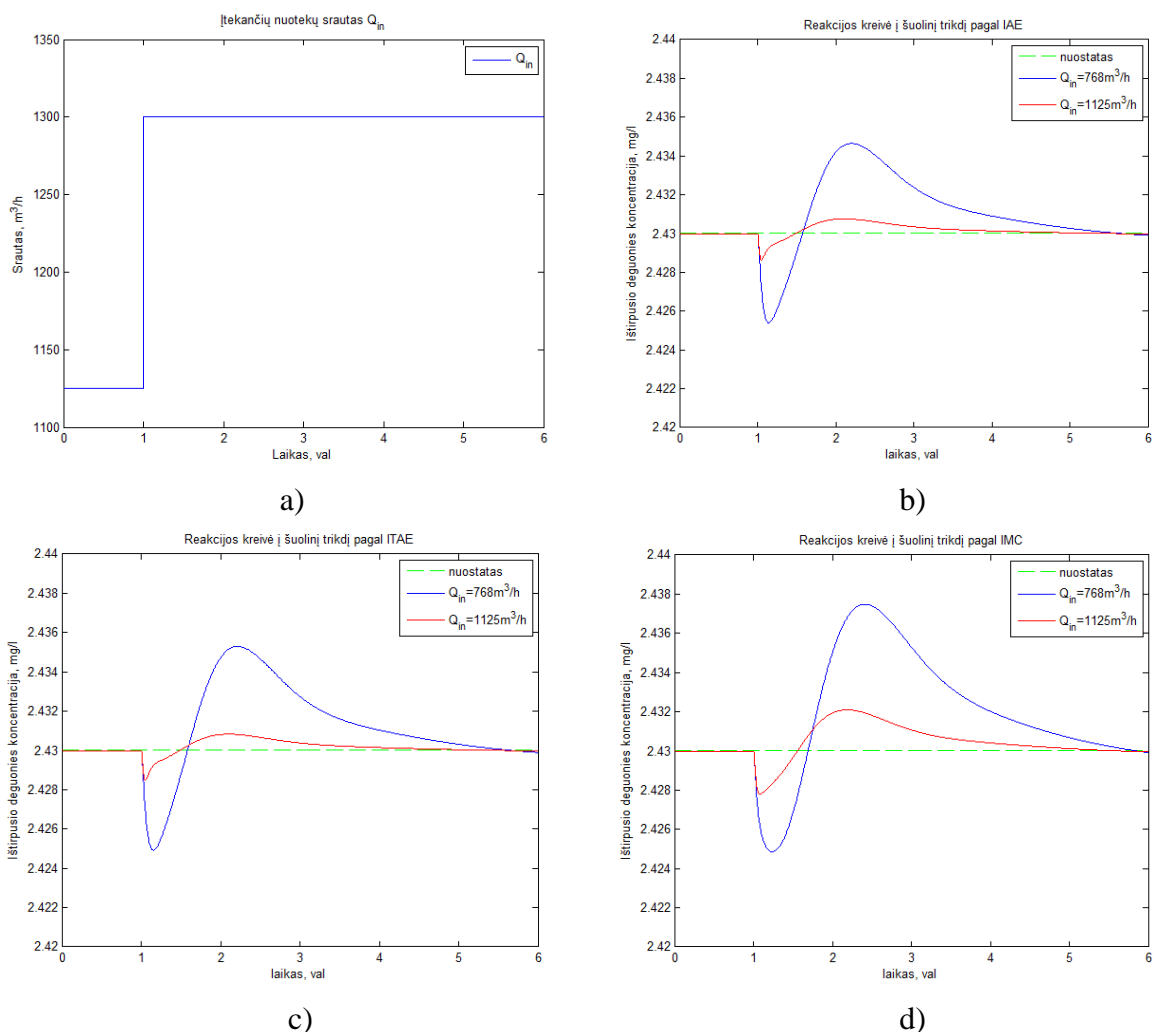 Įtekančių nuotekų srautas Q_in
1350
1300
1250
1200
1150
1100
Srautas, m³/h
Q_in
0 1 2 3 4 5 6
Laikas, val
a)
Reakcijos kreivė į šuolinį trikdį pagal IAE
2.44
2.438
2.436
2.434
2.432
2.43
2.428
2.426
2.424
2.422
2.42
Ištirpusio deguonies koncentracija, mg/l
nuostatas
Q_in=768m³/h
Q_in=1125m³/h
0 1 2 3 4 5 6
laikas, val
b)
Reakcijos kreivė į šuolinį trikdį pagal ITAE
2.44
2.438
2.436
2.434
2.432
2.43
2.428
2.426
2.424
2.422
2.42
Ištirpusio deguonies koncentracija, mg/l
nuostatas
Q_in=768m³/h
Q_in=1125m³/h
0 1 2 3 4 5 6
laikas, val
c)
Reakcijos kreivė į šuolinį trikdį pagal IMC
2.44
2.438
2.436
2.434
2.432
2.43
2.428
2.426
2.424
2.422
2.42
Ištirpusio deguonies koncentracija, mg/l
nuostatas
Q_in=768m³/h
Q_in=1125m³/h
0 1 2 3 4 5 6
laikas, val
d)